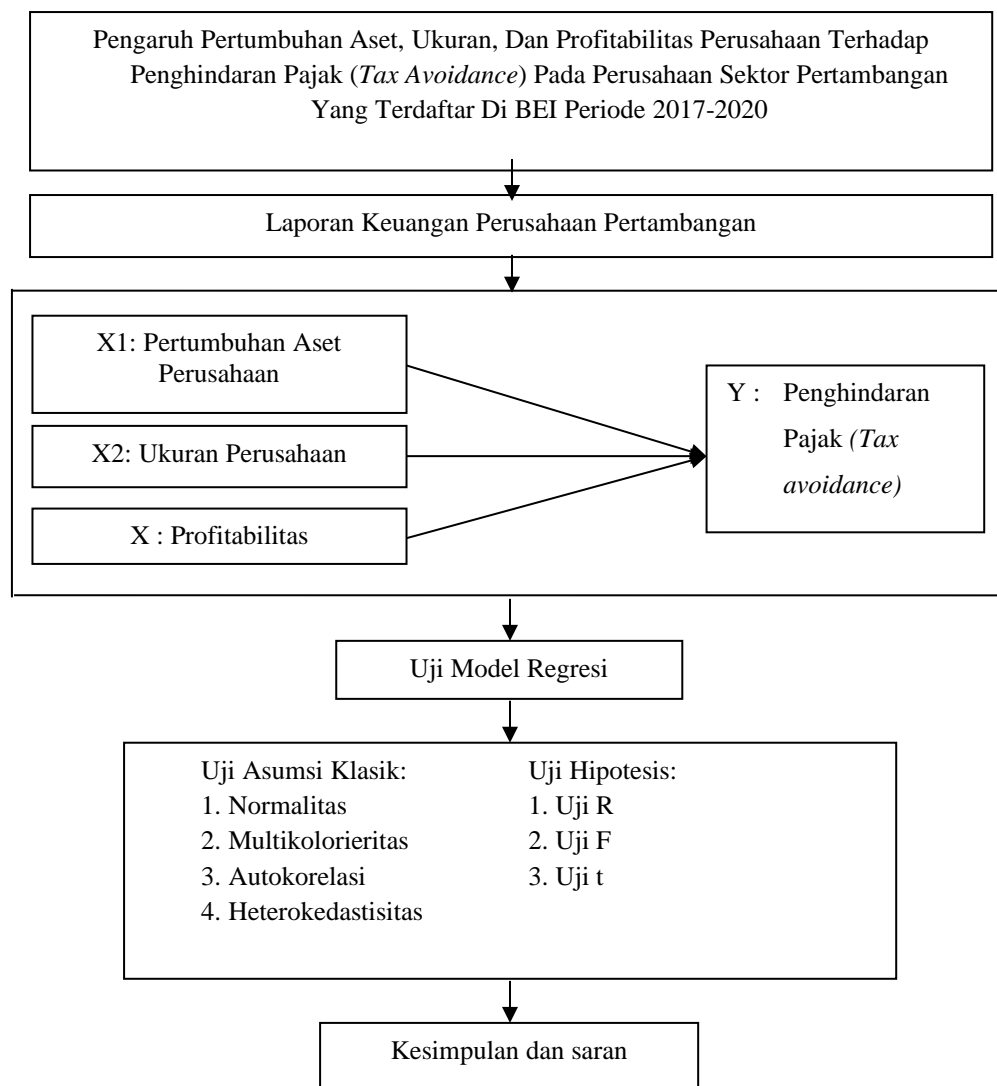 Pengaruh Pertumbuhan Aset, Ukuran, Dan Profitabilitas Perusahaan Terhadap
Penghindaran Pajak (Tax Avoidance) Pada Perusahaan Sektor Pertambangan
Yang Terdaftar Di BEI Periode 2017-2020
Laporan Keuangan Perusahaan Pertambangan
X1: Pertumbuhan Aset
Perusahaan
X2: Ukuran Perusahaan
X : Profitabilitas
Y : Penghindaran
Pajak (Tax
avoidance)
Uji Model Regresi
Uji Asumsi Klasik:
1. Normalitas
2. Multikolorieritas
3. Autokorelasi
4. Heterokedastisitas
Uji Hipotesis:
1. Uji R
2. Uji F
3. Uji t
Kesimpulan dan saran